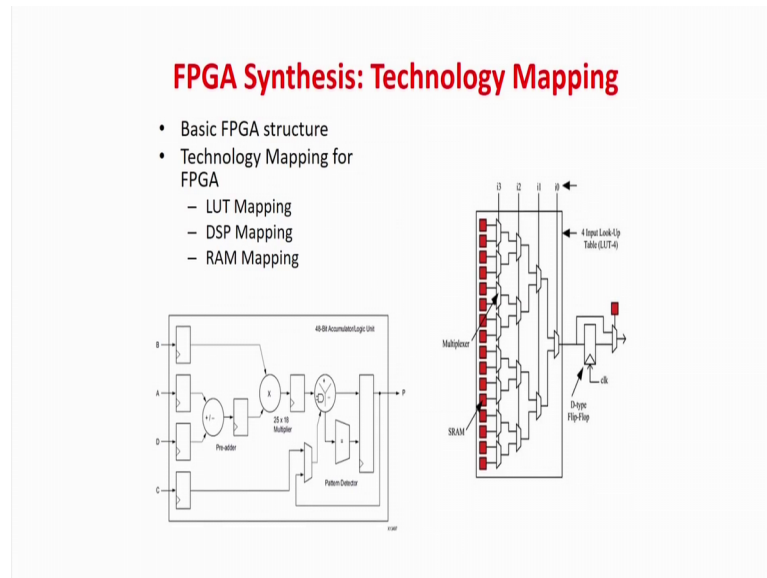 FPGA Synthesis: Technology Mapping
• Basic FPGA structure
• Technology Mapping for
FPGA
– LUT Mapping
– DSP Mapping
– RAM Mapping
i3 i2 i1 i0
4 Input Look-Up
Table (LUT-4)
Multiplexer
SRAM
clk
D-type
Flip-Flop
48-Bit Accumulator/Logic Unit
B
A
D
C
+/-
Pre-adder
X
25 x 18
Multiplier
+
-
=
Pattern Detector
P